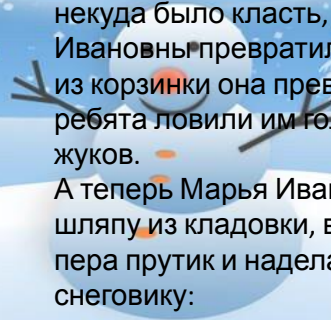 некуда было класть,
Ивановны превратил
из корзинки она прев
ребята ловили им гол
жуков.
А теперь Марья Иван
шляпу из кладовки, в
пера прутик и надела
снеговику: